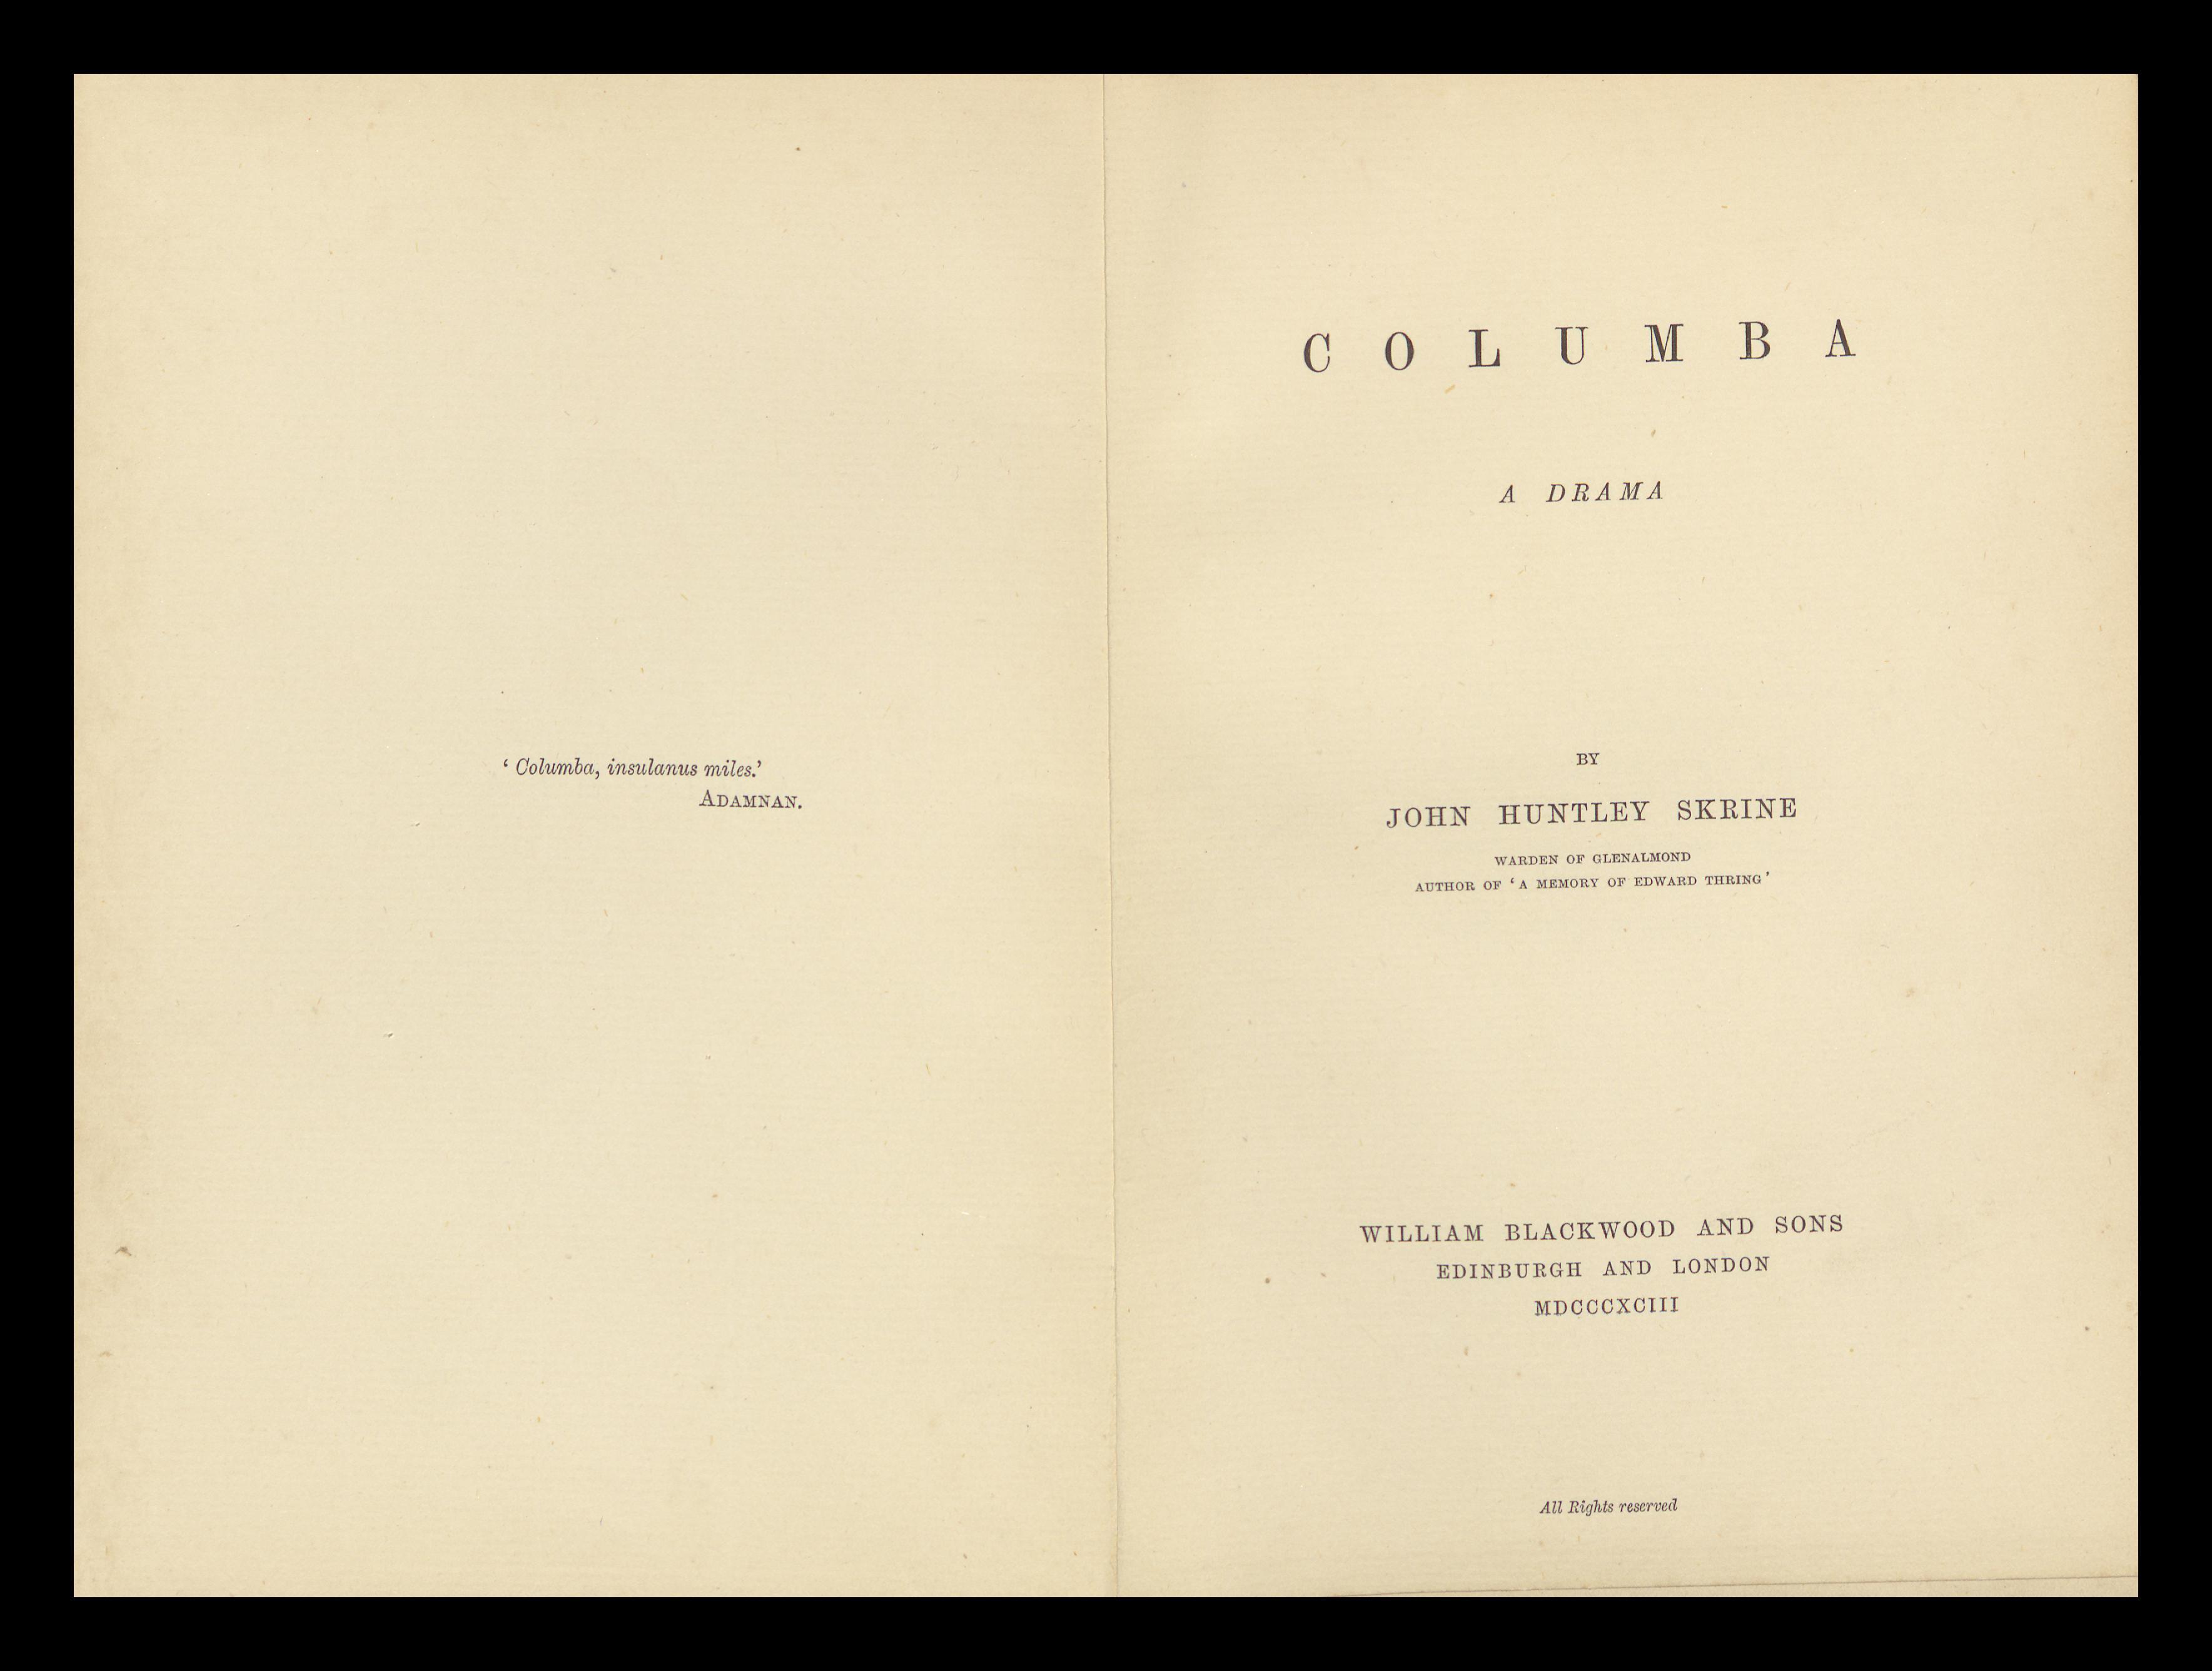 ‘ Columba, insulanus miles.’
ADAMNAN.
COLUMBA
A DRAMA
BY
JOHN HUNTLEY SKRINE
WARDEN OF GLENALMOND
AUTHOR OF ‘A MEMORY OF EDWARD THRING’
WILLIAM BLACKWOOD AND SONS
EDINBURGH AND LONDON
MDCCCXCIII
All Rights reserved